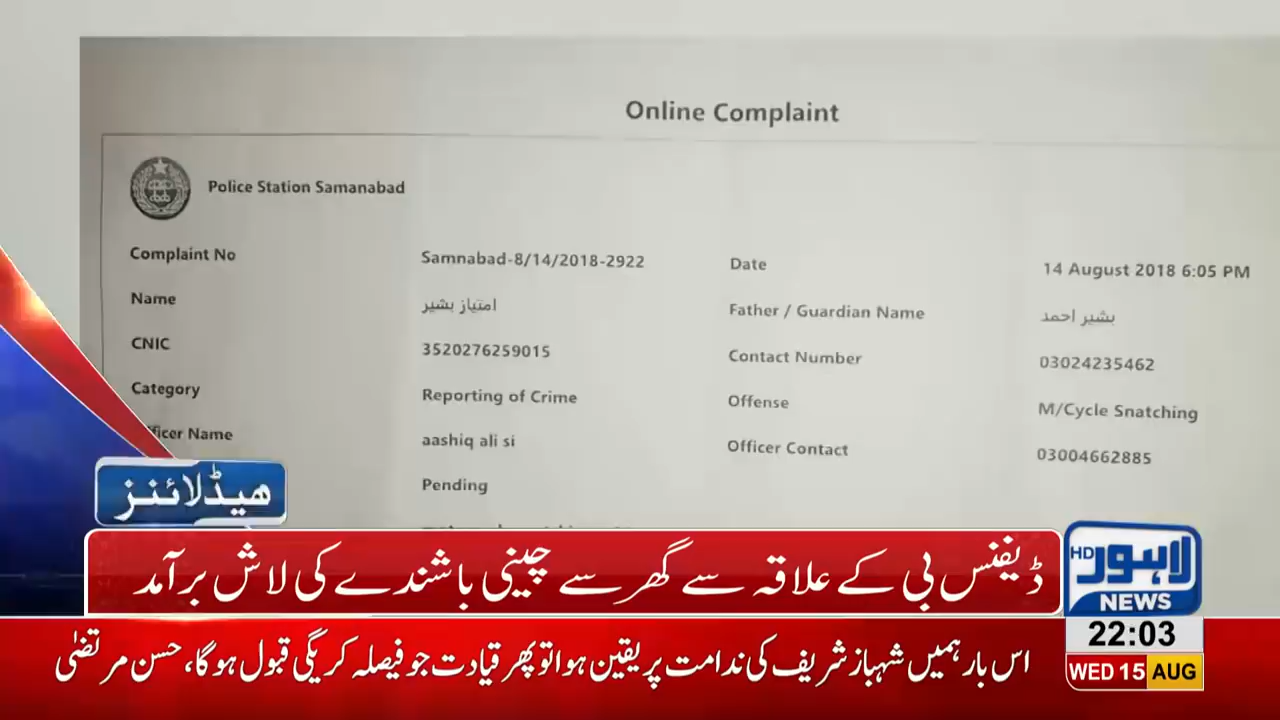 Online Complaint
Police Station Samanabad
Complaint No Samnabad-8/14/2018-2922 Date 14 August 2018 6:05 PM
Name امتیاز بشیر Father / Guardian Name بشیر احمد
CNIC 3520276259015 Contact Number 03024235462
Category Reporting of Crime Offense M/Cycle Snatching
Name aashiq ali si Officer Contact 03004662885
Pending
ھیڈلائنز
ڈیفنس بی کے علاقہ سے گھر سے چینی باشندے کی لاش برآمد
HD لاہور
NEWS
22:03
اس بار ہمیں شہباز شریف کی ندامت پر یقین ہوا تو پھر قیادت جو فیصلہ کریگی قبول ہوگا، حسن مرتضیٰ
WED 15 AUG